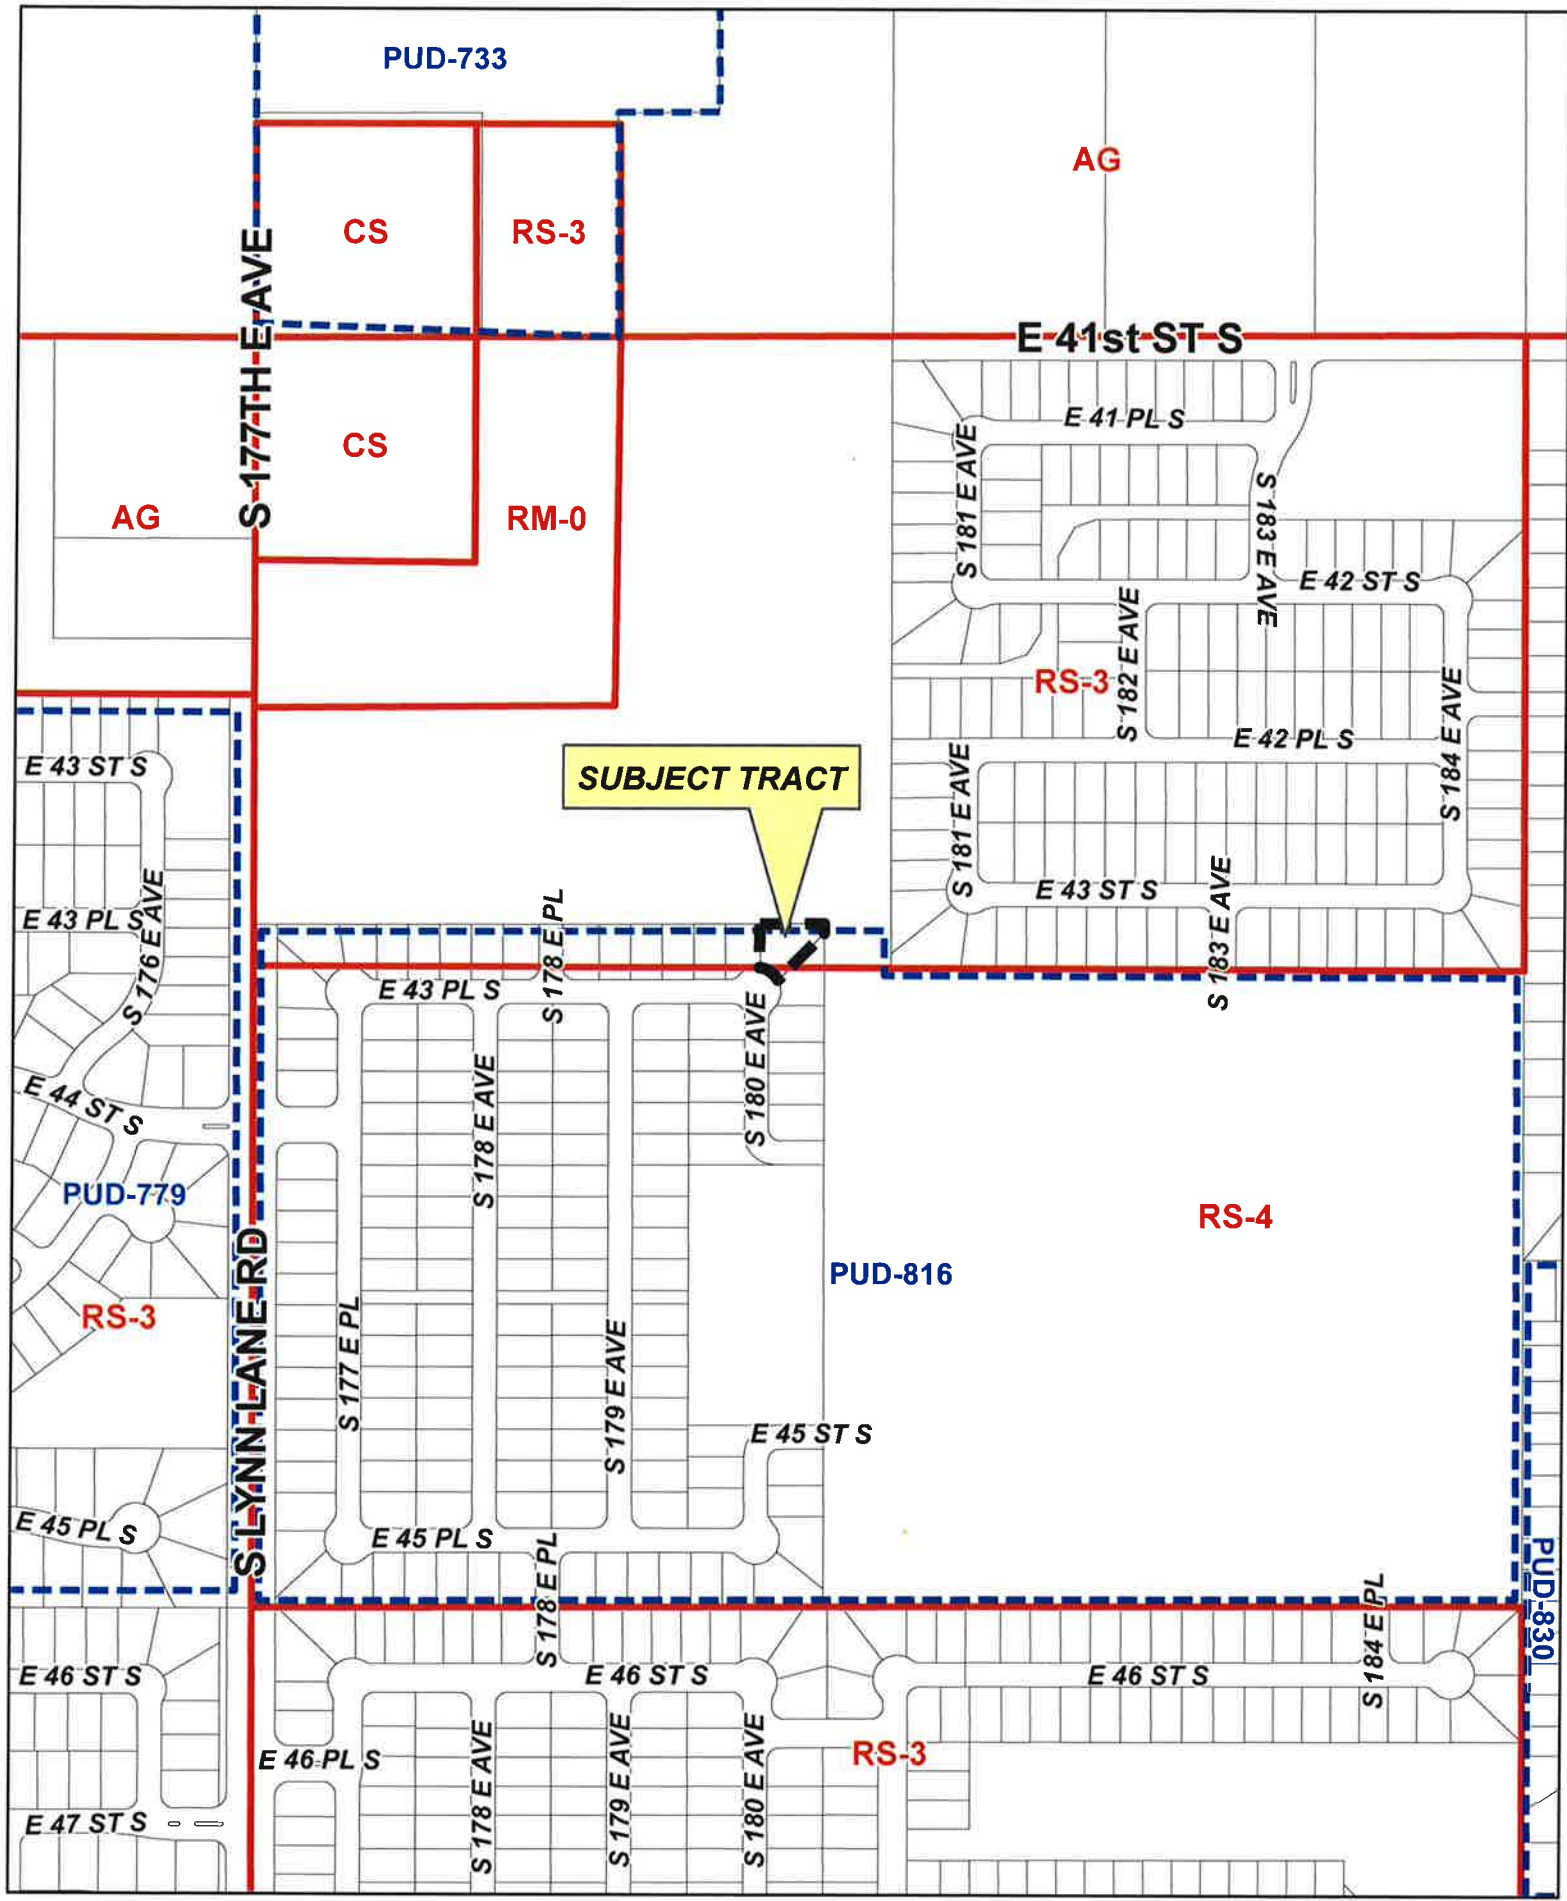 PUD-733
AG
CS
RS-3
S 177TH E AVE
E 41st ST S
CS
AG
RM-0
E 41 PL S
S 181 E AVE
S 183 E AVE
E 42 ST S
S 182 E AVE
RS-3
S 184 E AVE
E 42 PL S
S 181 E AVE
E 43 ST S
S 183 E AVE
SUBJECT TRACT
E 43 ST S
E 43 PL S
S 176 E AVE
E 44 ST S
PUD-779
RS-3
S LYNN LANE RD
E 45 PL S
S 178 E PL
E 43 PL S
S 180 E AVE
S 178 E AVE
RS-4
PUD-816
S 177 E PL
S 179 E AVE
E 45 ST S
E 45 PL S
S 178 E PL
PUD-830
S 184 E PL
E 46 ST S
E 46 ST S
E 46 ST S
E 46 PL S
S 178 E AVE
S 179 E AVE
S 180 E AVE
RS-3
E 47 ST S